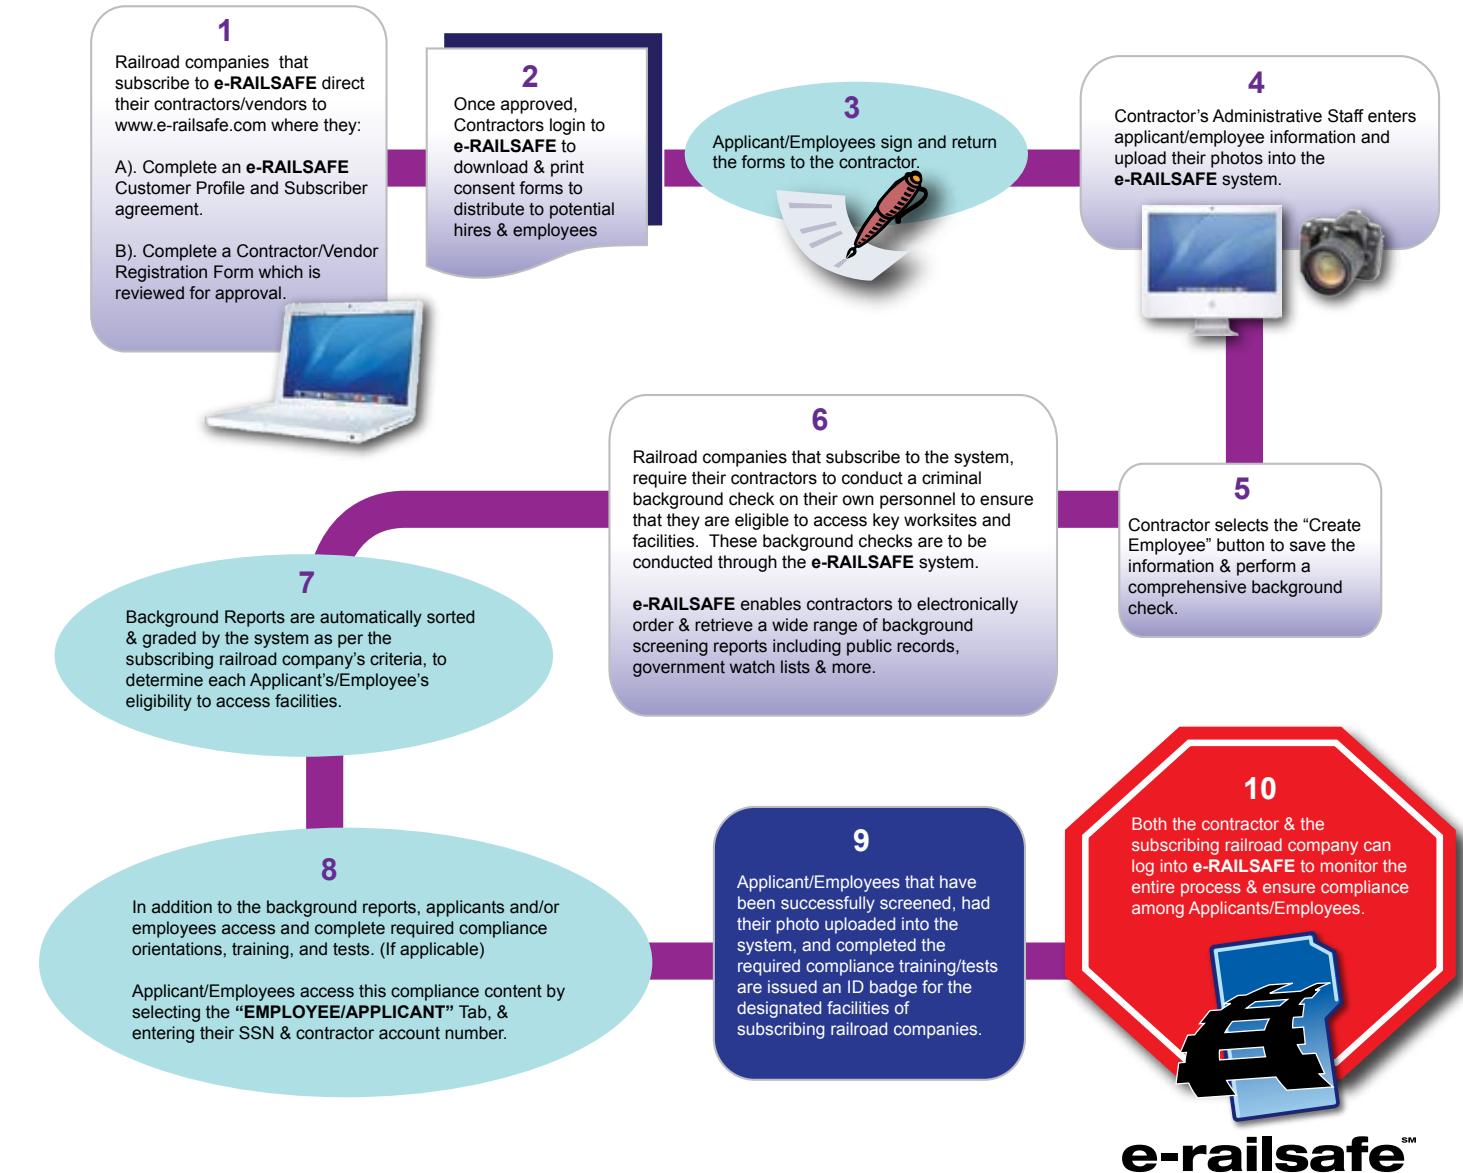 1
Railroad companies that
subscribe to e-RAILSAFE direct
their contractors/vendors to
www.e-railsafe.com where they:
A). Complete an e-RAILSAFE
Customer Profile and Subscriber
agreement.
B). Complete a Contractor/Vendor
Registration Form which is
reviewed for approval.
2
Once approved,
Contractors login to
e-RAILSAFE to
download & print
consent forms to
distribute to potential
hires & employees
3
Applicant/Employees sign and return
the forms to the contractor.
4
Contractor's Administrative Staff enters
applicant/employee information and
upload their photos into the
e-RAILSAFE system.
5
Contractor selects the “Create
Employee” button to save the
information & perform a
comprehensive background
check.
6
Railroad companies that subscribe to the system,
require their contractors to conduct a criminal
background check on their own personnel to ensure
that they are eligible to access key worksites and
facilities. These background checks are to be
conducted through the e-RAILSAFE system.
e-RAILSAFE enables contractors to electronically
order & retrieve a wide range of background
screening reports including public records,
government watch lists & more.
7
Background Reports are automatically sorted
& graded by the system as per the
subscribing railroad company's criteria, to
determine each Applicant's/Employee's
eligibility to access facilities.
8
In addition to the background reports, applicants and/or
employees access and complete required compliance
orientations, training, and tests. (If applicable)
Applicant/Employees access this compliance content by
selecting the “EMPLOYEE/APPLICANT” Tab, &
entering their SSN & contractor account number.
9
Applicant/Employees that have
been successfully screened, had
their photo uploaded into the
system, and completed the
required compliance training/tests
are issued an ID badge for the
designated facilities of
subscribing railroad companies.
10
Both the contractor & the
subscribing railroad company can
log into e-RAILSAFE to monitor the
entire process & ensure compliance
among Applicants/Employees.
e-railsafe℠